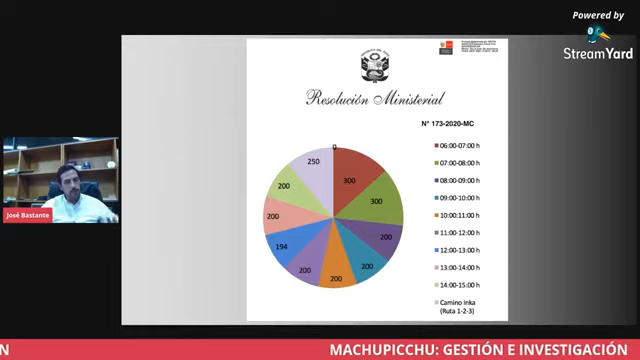 Powered by
StreamYard
REPÚBLICA DEL PERÚ
Resolución Ministerial
N° 173-2020-MC
0
250
300
200
300
200
200
194
200
200
200
06:00-07:00 h
07:00-08:00 h
08:00-09:00 h
09:00-10:00 h
10:00-11:00 h
11:00-12:00 h
12:00-13:00 h
13:00-14:00 h
14:00-15:00 h
Camino inka
(Ruta 1-2-3)
José Bastante
N
MACHUPICCHU: GESTIÓN E INVESTIGACIÓN